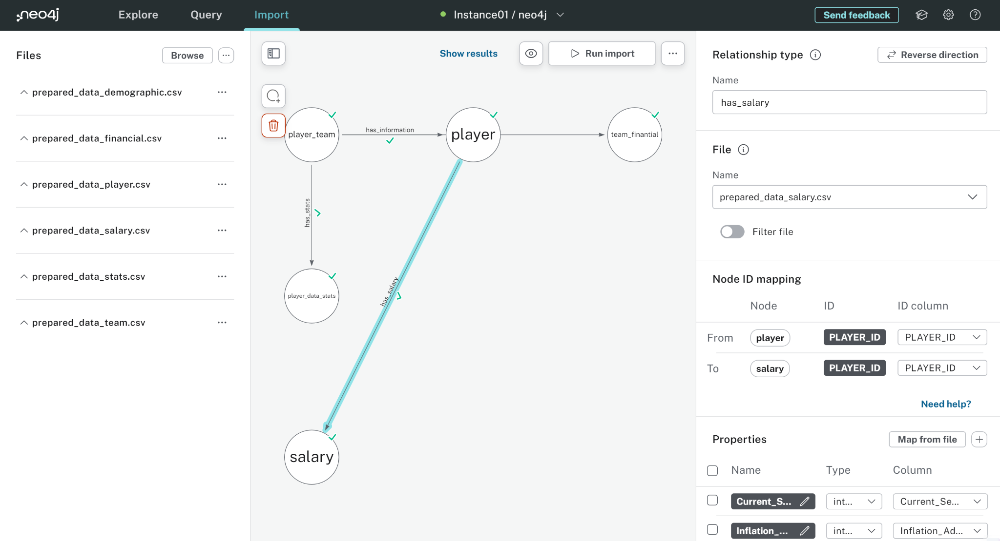 neo4j
Explore
Query
Import
Instance01 / neo4j
Send feedback
Files
Browse
prepared_data_demographic.csv
prepared_data_financial.csv
prepared_data_player.csv
prepared_data_salary.csv
prepared_data_stats.csv
prepared_data_team.csv
Show results
Run import
player_team
has_information
player
team_finantial
has_stats
player_data_stats
has_salary
salary
Relationship type
Reverse direction
Name
has_salary
File
Name
prepared_data_salary.csv
Filter file
Node ID mapping
Node ID ID column
From player PLAYER_ID PLAYER_ID
To salary PLAYER_ID PLAYER_ID
Need help?
Properties
Map from file
Name Type Column
Current_S... int... Current_Se...
Inflation_... int... Inflation_Ad...